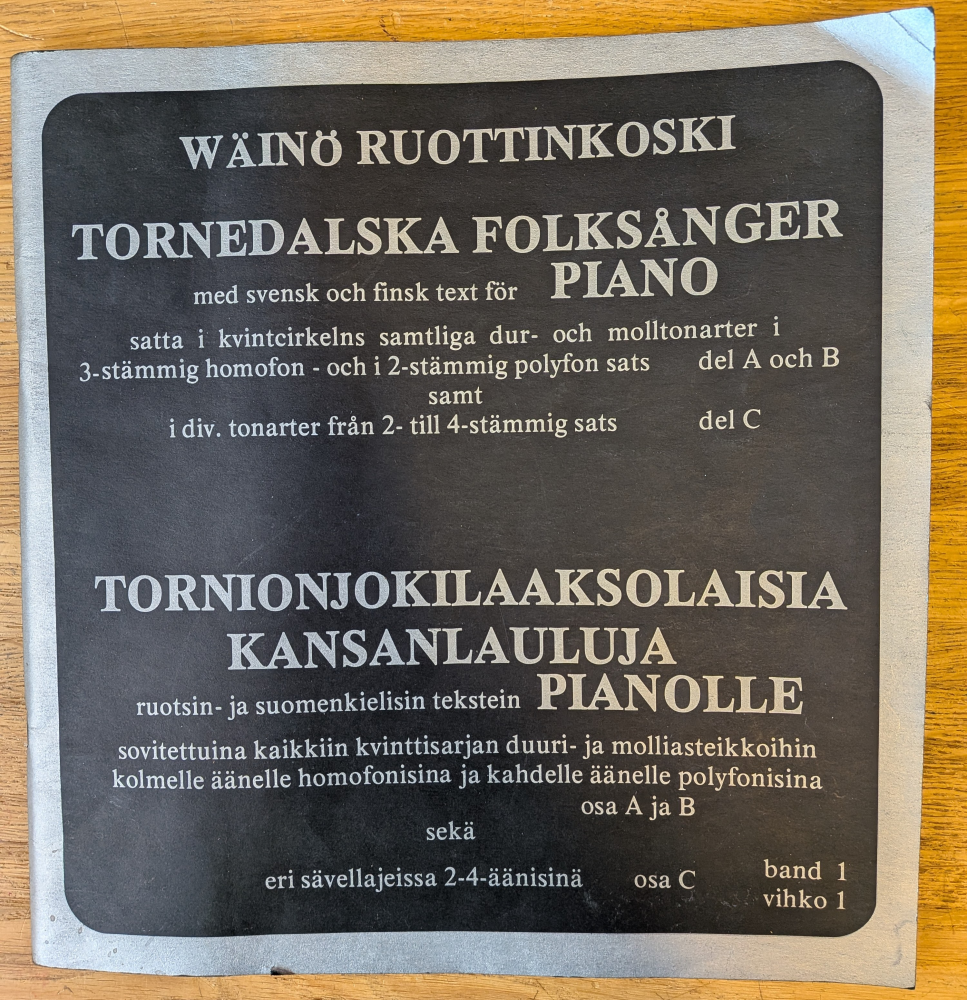 WÄINÖ RUOTTINKOSKI
TORNEDALSKA FOLKSÅNGER
med svensk och finsk text för PIANO
satta i kvintcirkelns samtliga dur- och molltonarter i
3-stämmig homofon - och i 2-stämmig polyfon sats del A och B
samt
i div. tonarter från 2- till 4-stämmig sats del C
TORNIONJOKILAAKSOLAISIA
KANSANLAULUJA
ruotsin- ja suomenkielisin tekstein PIANOLLE
sovitettuina kaikkiin kvinttisarjan duuri- ja molliasteikkoihin
kolmelle äänelle homofonisina ja kahdelle äänelle polyfonisina
osa A ja B
sekä
eri sävellajeissa 2-4-äänisinä osa C
band 1
vihko 1